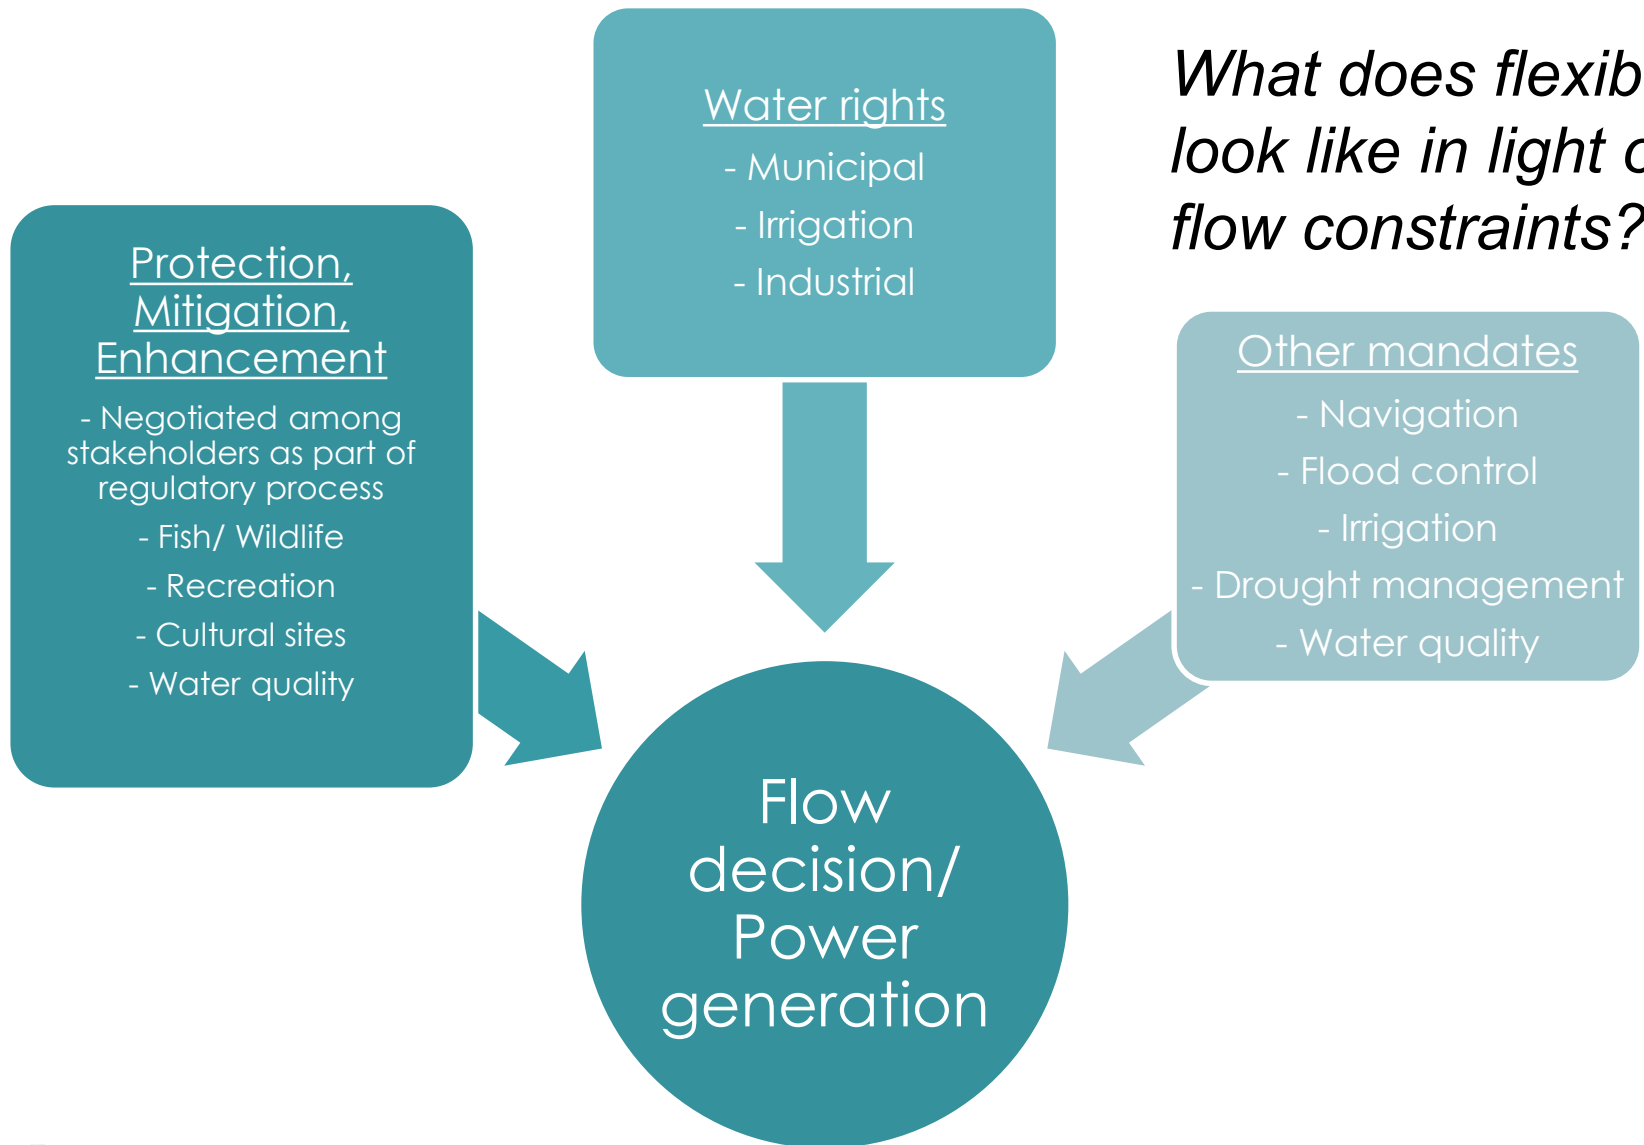 What does flexib
look like in light o
flow constraints?
Water rights
- Municipal
- Irrigation
- Industrial
Protection,
Mitigation,
Enhancement
- Negotiated among
stakeholders as part of
regulatory process
- Fish/ Wildlife
- Recreation
- Cultural sites
- Water quality
Other mandates
- Navigation
- Flood control
- Irrigation
- Drought management
- Water quality
Flow
decision/
Power
generation